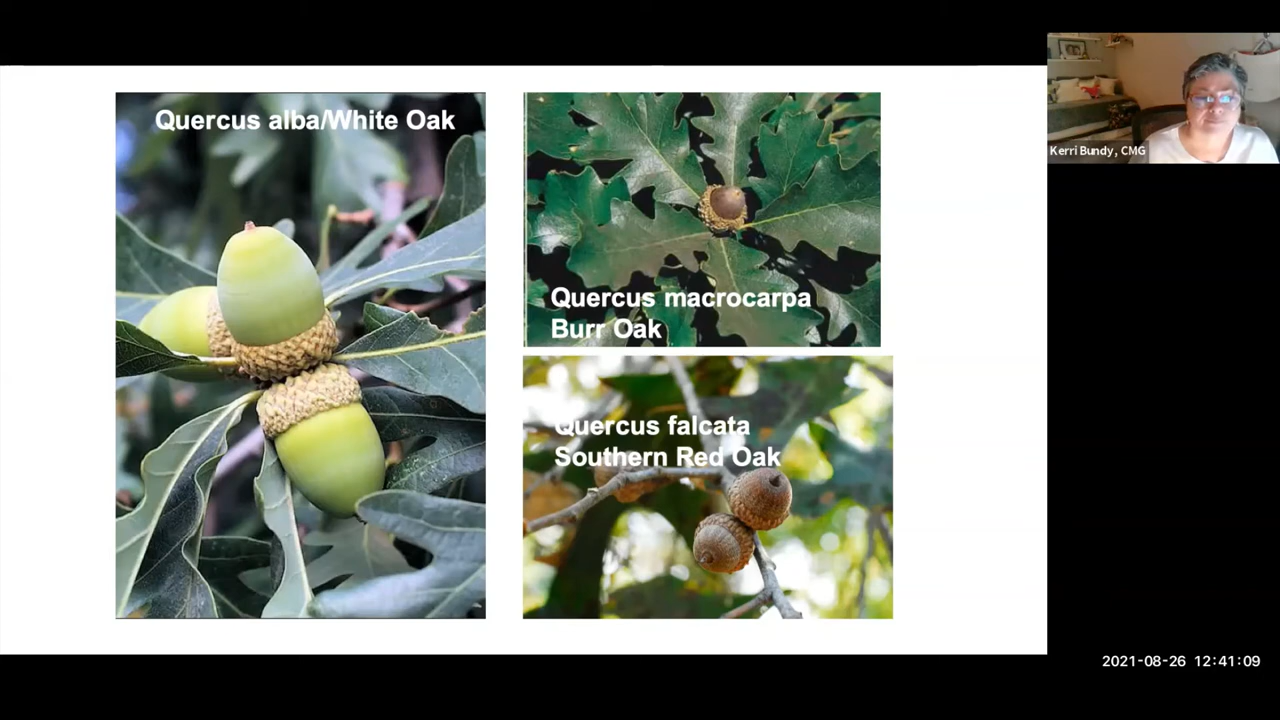 Quercus alba/White Oak
Quercus macrocarpa
Burr Oak
Quercus falcata
Southern Red Oak
Kerri Bundy, CMG
2021-08-26 12:41:09